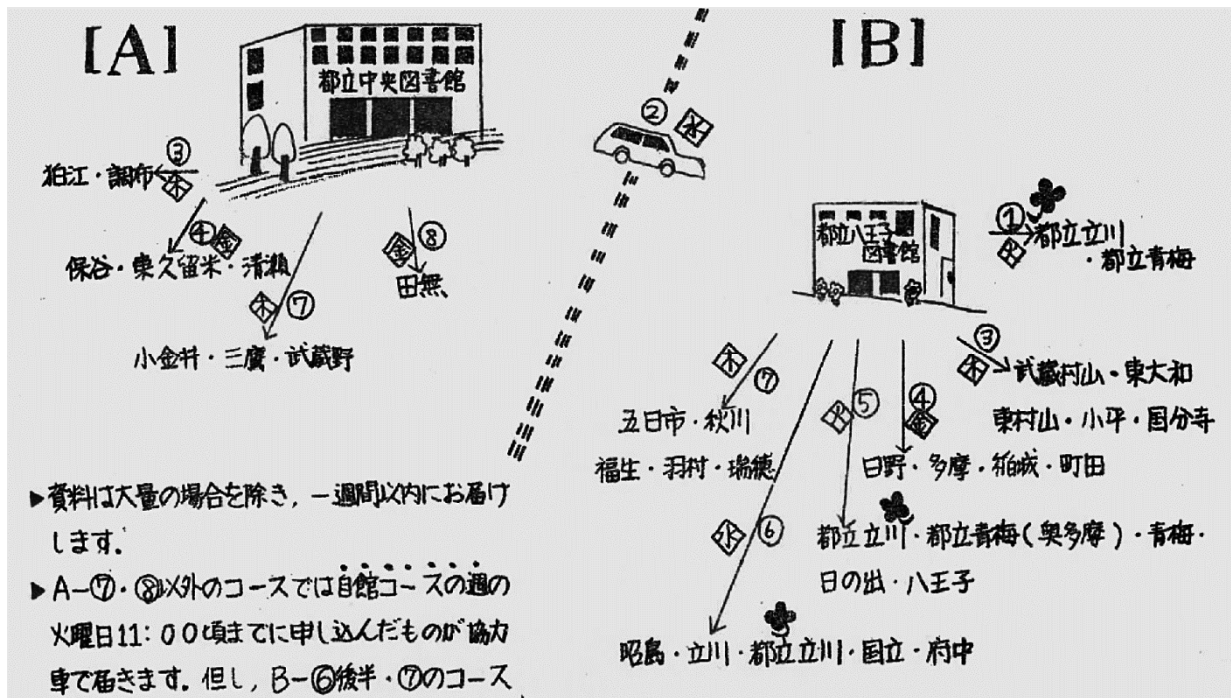 [A]
都立中央図書館
③
木
狛江・調布
④ 金
保谷・東久留米・清瀬
木 ⑦
小金井・三鷹・武蔵野
金 ⑧
田無
② 水
[B]
都立八王子
図書館
①
都立立川
・都立青梅
③
木
武蔵村山・東大和
東村山・小平・国分寺
④
金
日野・多摩・稲城・町田
⑤
都立立川・都立青梅(奥多摩)・青梅・
日の出・八王子
水 ⑥
昭島・立川・都立立川・国立・府中
木 ⑦
五日市・秋川
福生・羽村・瑞穂
▶資料は大量の場合を除き,一週間以内にお届け
します。
▶A-⑦・⑧以外のコースでは自館コースの週の
火曜日11:00頃までに申し込んだものが協力
車で届きます。但し,B-⑥後半・⑦のコース